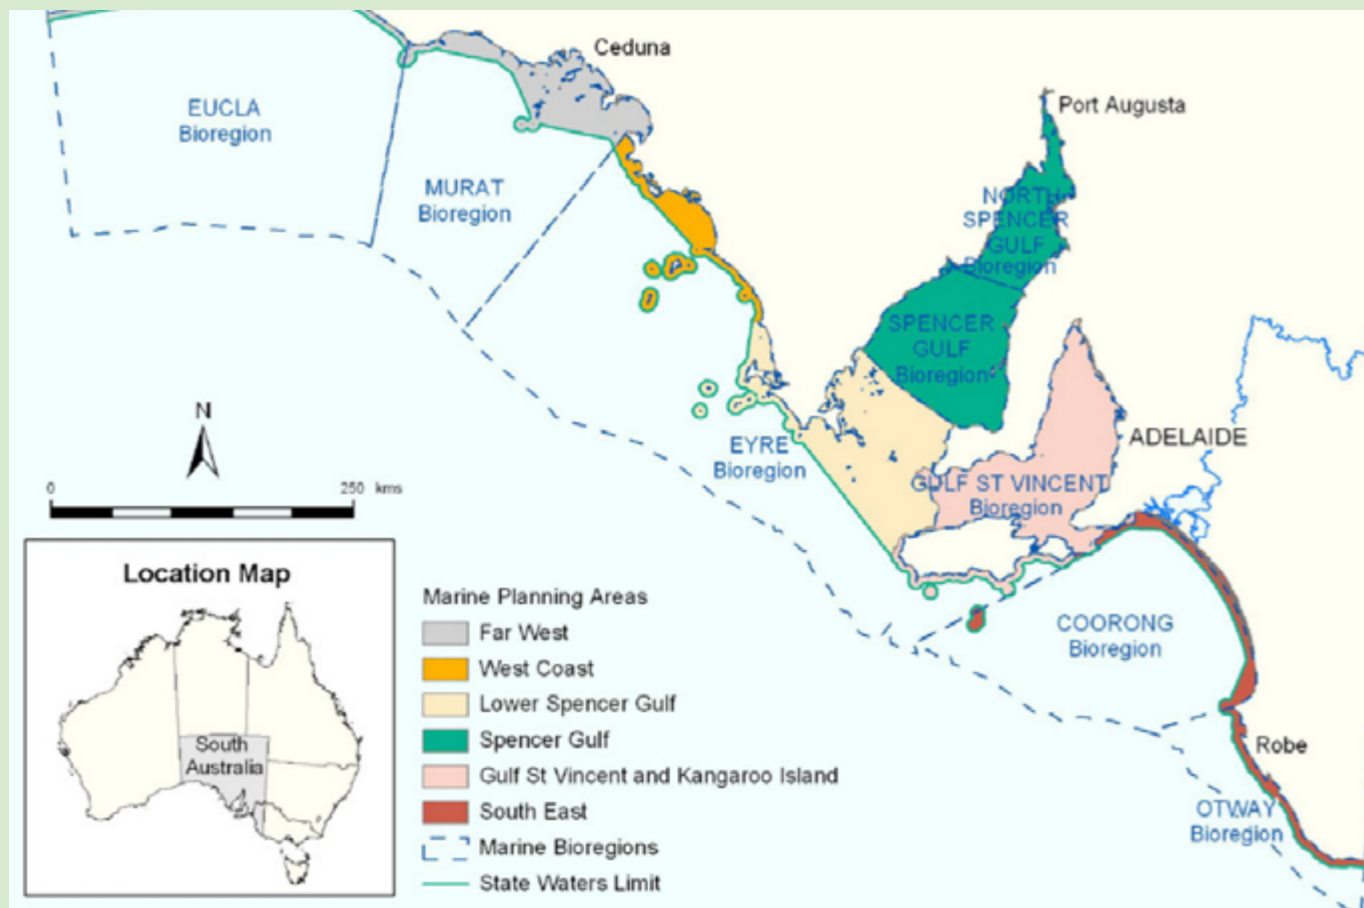 Ceduna
Port Augusta
EUCLA
Bioregion
MURAT
Bioregion
NORTH
SPENCER
GULF
Bioregion
SPENCER
GULF
Bioregion
N
ADELAIDE
EYRE
Bioregion
GULF ST VINCENT
Bioregion
0 250 kms
Location Map
South
Australia
Marine Planning Areas
Far West
West Coast
Lower Spencer Gulf
Spencer Gulf
Gulf St Vincent and Kangaroo Island
South East
Marine Bioregions
State Waters Limit
COORONG
Bioregion
Robe
OTWAY
Bioregion